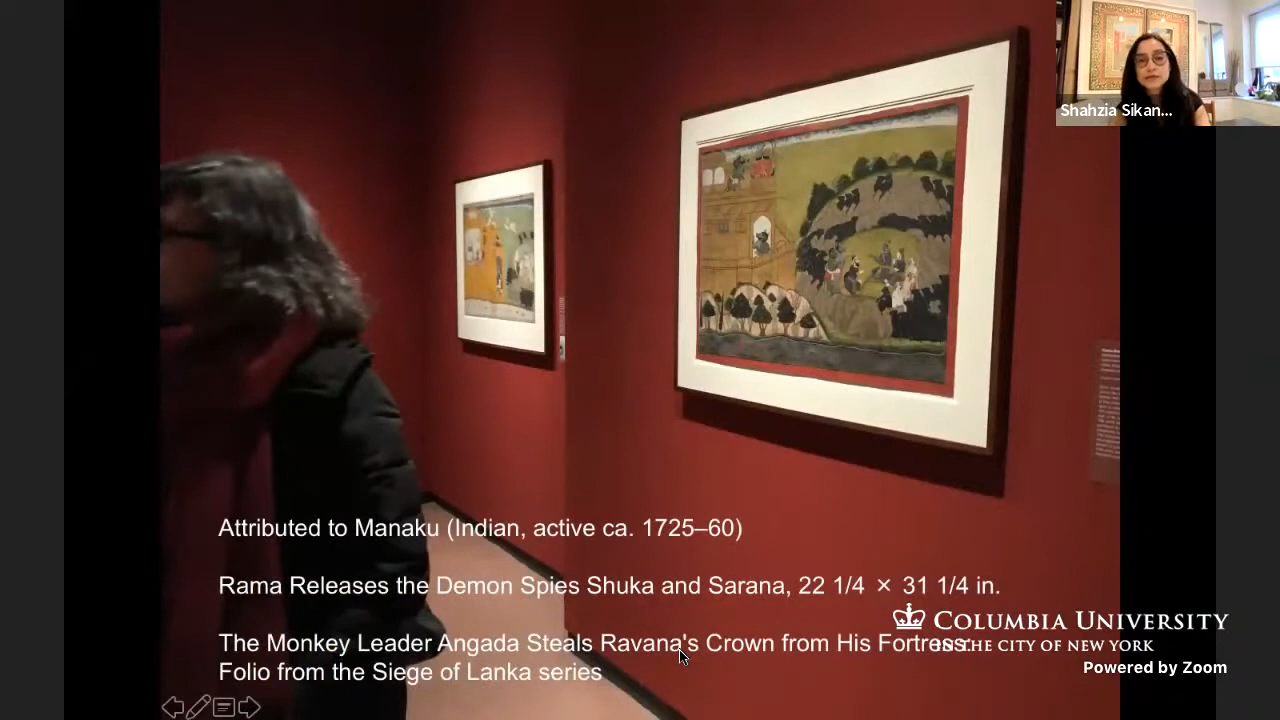 Shahzia Sikan...
Attributed to Manaku (Indian, active ca. 1725–60)
Rama Releases the Demon Spies Shuka and Sarana, 22 1/4 × 31 1/4 in.
The Monkey Leader Angada Steals Ravana's Crown from His Fortress:
Folio from the Siege of Lanka series
COLUMBIA UNIVERSITY
IN THE CITY OF NEW YORK
Powered by Zoom